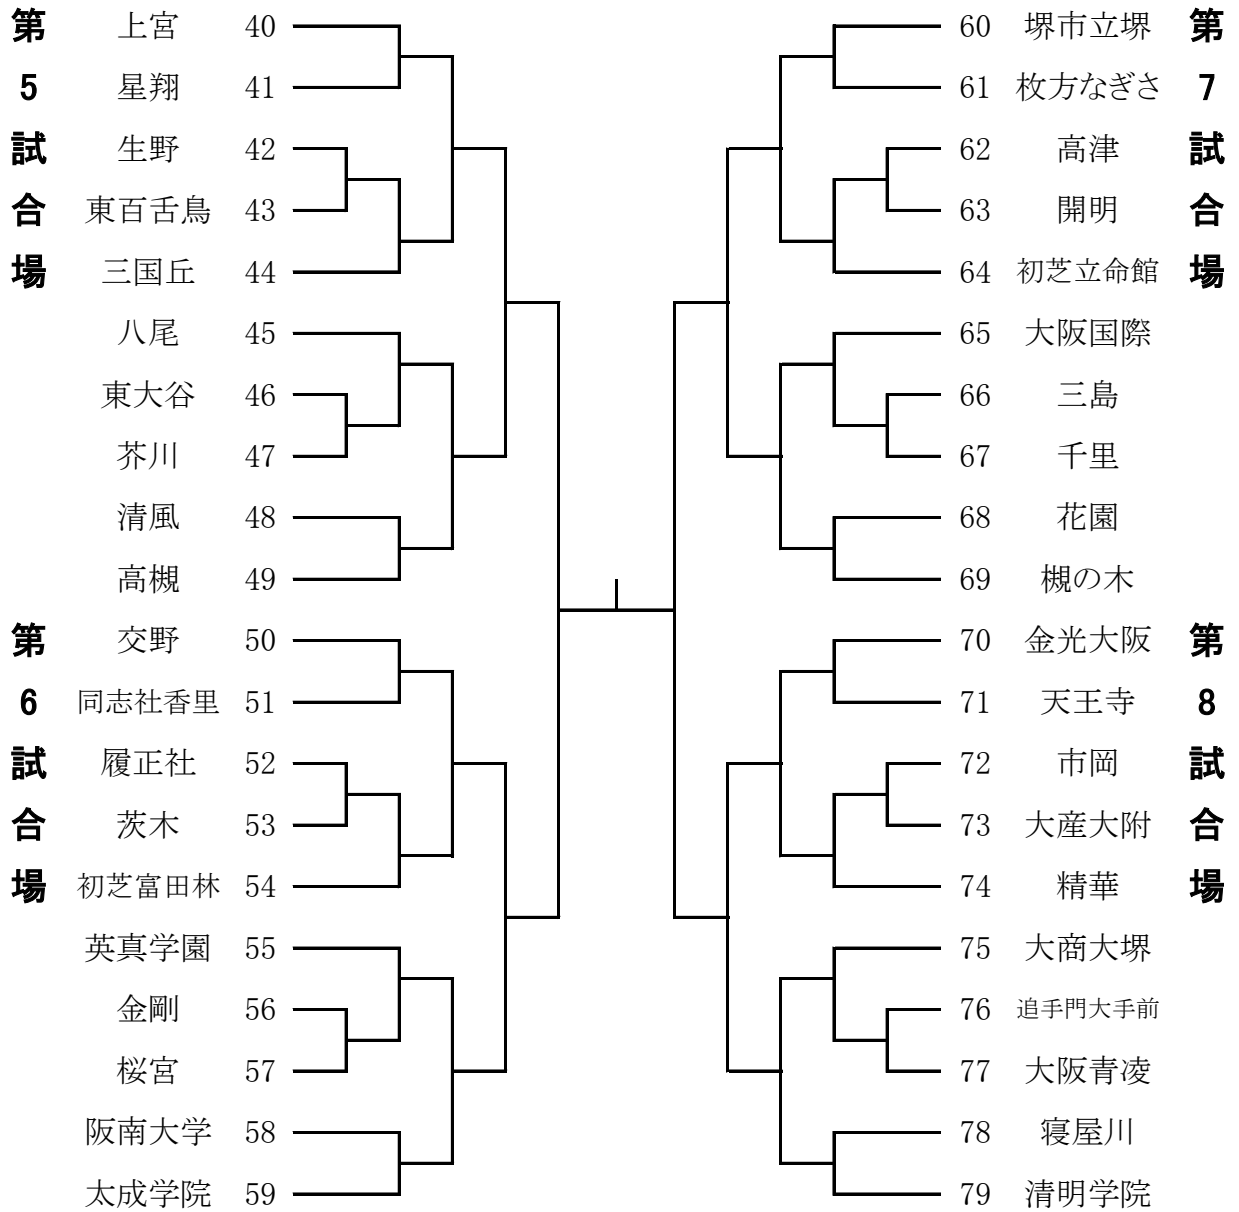 第5試合場
上宮 40
星翔 41
生野 42
東百舌鳥 43
三国丘 44
八尾 45
東大谷 46
芥川 47
清風 48
高槻 49
第6試合場
交野 50
同志社香里 51
履正社 52
茨木 53
初芝富田林 54
英真学園 55
金剛 56
桜宮 57
阪南大学 58
太成学院 59
第7試合場
60 堺市立堺
61 枚方なぎさ
62 高津
63 開明
64 初芝立命館
65 大阪国際
66 三島
67 千里
68 花園
69 槻の木
第8試合場
70 金光大阪
71 天王寺
72 市岡
73 大産大附
74 精華
75 大商大堺
76 追手門大手前
77 大阪青凌
78 寝屋川
79 清明学院